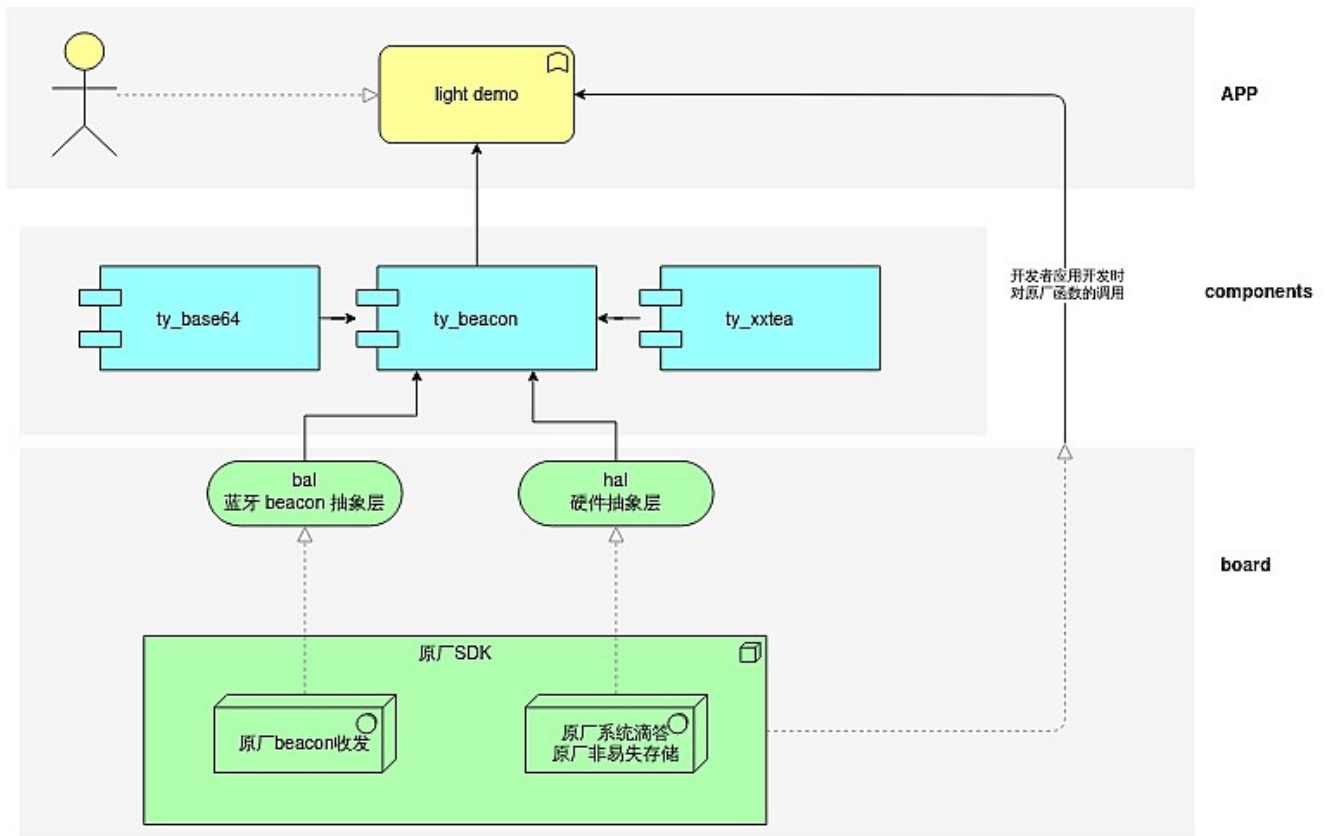 light demo
APP
开发者应用开发时
对原厂函数的调用
components
ty_base64
ty_beacon
ty_xxtea
bal
蓝牙 beacon 抽象层
hal
硬件抽象层
board
原厂SDK
原厂beacon收发
原厂系统滴答
原厂非易失存储